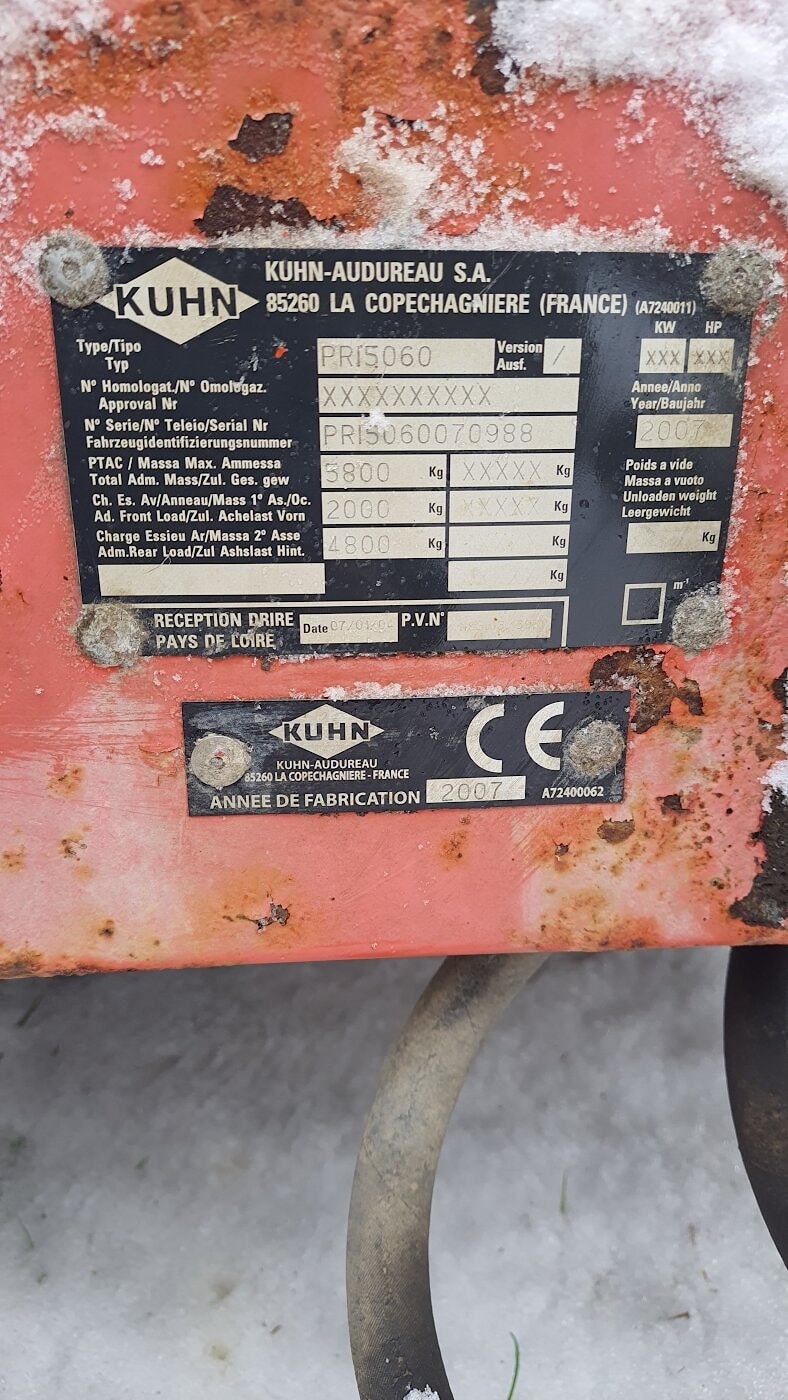 KUHN
KUHN-AUDUREAU S.A.
85260 LA COPECHAGNIERE (FRANCE) (A7240011)
KW HP
Type/Tipo
Typ
PRI5060
Version
Ausf.
/
XXX XXX
N° Homologat./N° Omologaz.
Approval Nr
XXXXXXXXXX
Annee/Anno
Year/Baujahr
N° Serie/N° Teleio/Serial Nr
Fahrzeugidentifizierungsnummer
PRI5060070988
2007
PTAC / Massa Max. Ammessa
Total Adm. Mass/Zul. Ges. gew
5800 Kg XXXXX Kg
Poids a vide
Massa a vuoto
Unloaden weight
Leergewicht
Kg
Ch. Es. Av/Anneau/Mass 1° As./Oc.
Ad. Front Load/Zul. Achelast Vorn
2000 Kg XXXXX Kg
Charge Essieu Ar/Massa 2° Asse
Adm.Rear Load/Zul Ashslast Hint.
4800 Kg Kg
Kg
m
RECEPTION DRIRE
PAYS DE LOIRE
Date P.V.N°
KUHN
KUHN-AUDUREAU
85260 LA COPECHAGNIERE - FRANCE
CE
ANNEE DE FABRICATION 2007 A72400062